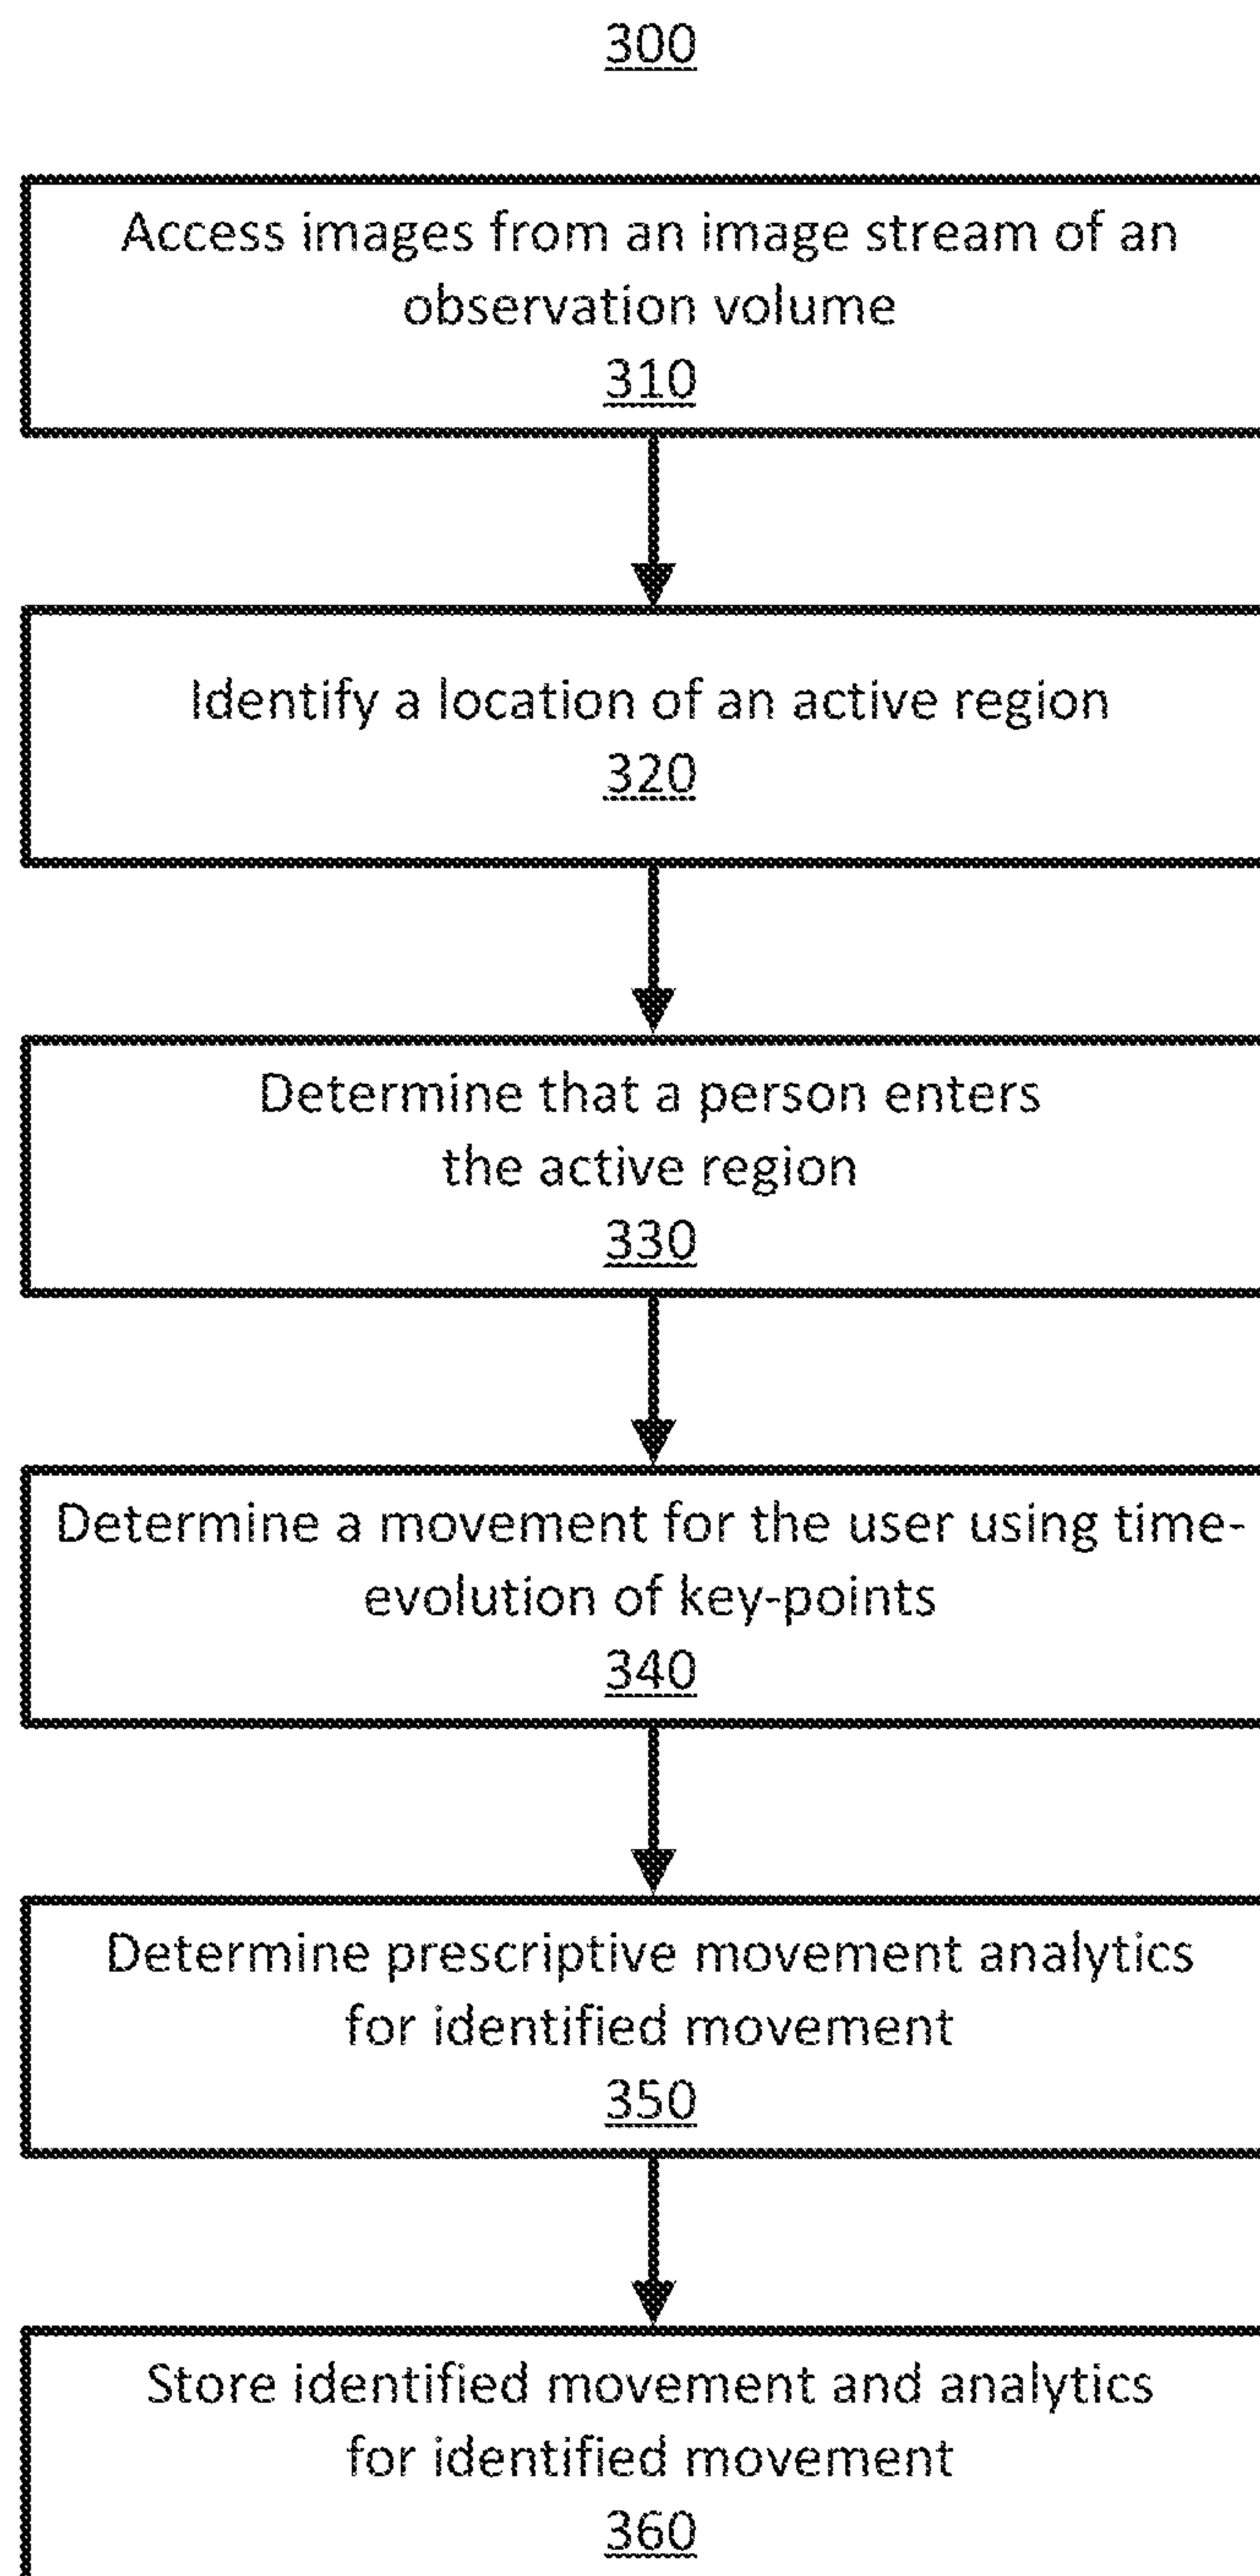 300
Access images from an image stream of an
observation volume
310
Identify a location of an active region
320
Determine that a person enters
the active region
330
Determine a movement for the user using time-
evolution of key-points
340
Determine prescriptive movement analytics
for identified movement
350
Store identified movement and analytics
for identified movement
360